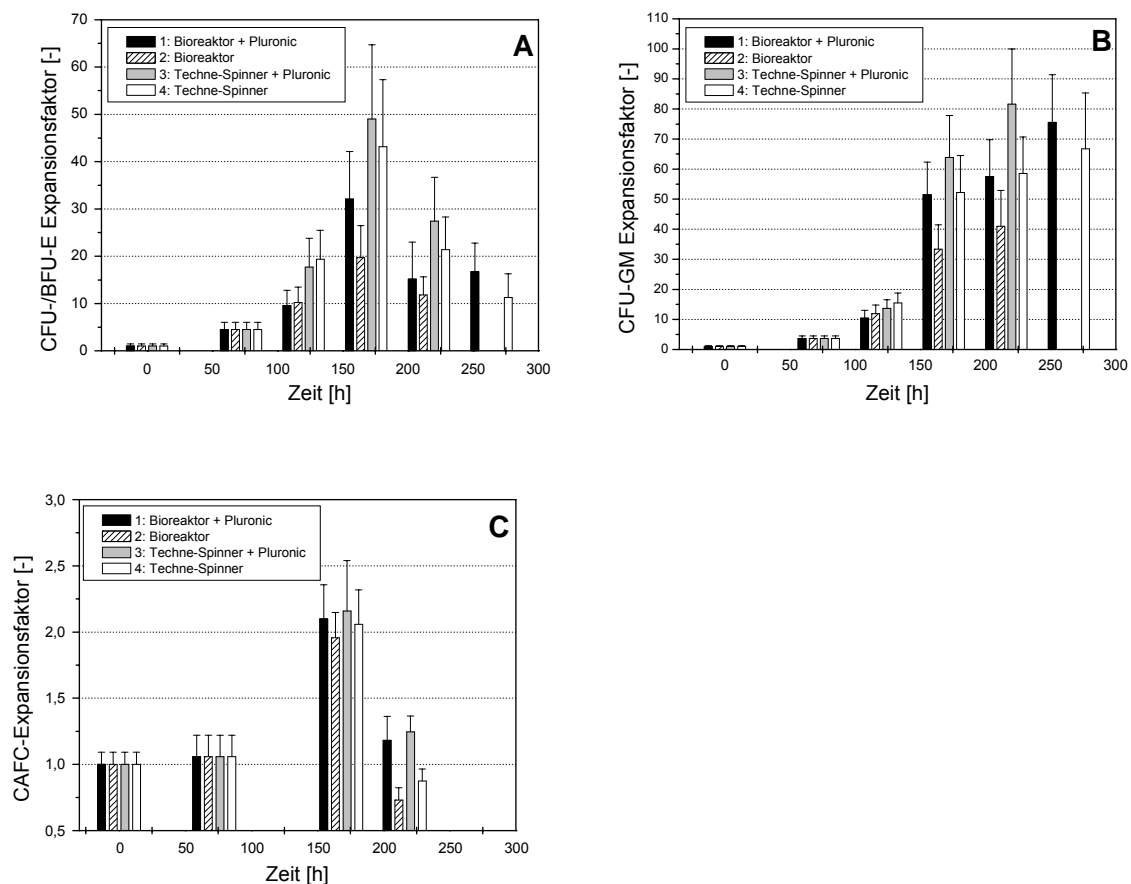 A
CFU-/BFU-E Expansionsfaktor [-]
70
60
50
40
30
20
10
0
1: Bioreaktor + Pluronic
2: Bioreaktor
3: Techne-Spinner + Pluronic
4: Techne-Spinner
0 50 100 150 200 250 300
Zeit [h]
B
CFU-GM Expansionsfaktor [-]
110
100
90
80
70
60
50
40
30
20
10
0
1: Bioreaktor + Pluronic
2: Bioreaktor
3: Techne-Spinner + Pluronic
4: Techne-Spinner
0 50 100 150 200 250 300
Zeit [h]
C
CAFC-Expansionsfaktor [-]
3,0
2,5
2,0
1,5
1,0
0,5
1: Bioreaktor + Pluronic
2: Bioreaktor
3: Techne-Spinner + Pluronic
4: Techne-Spinner
0 50 100 150 200 250 300
Zeit [h]